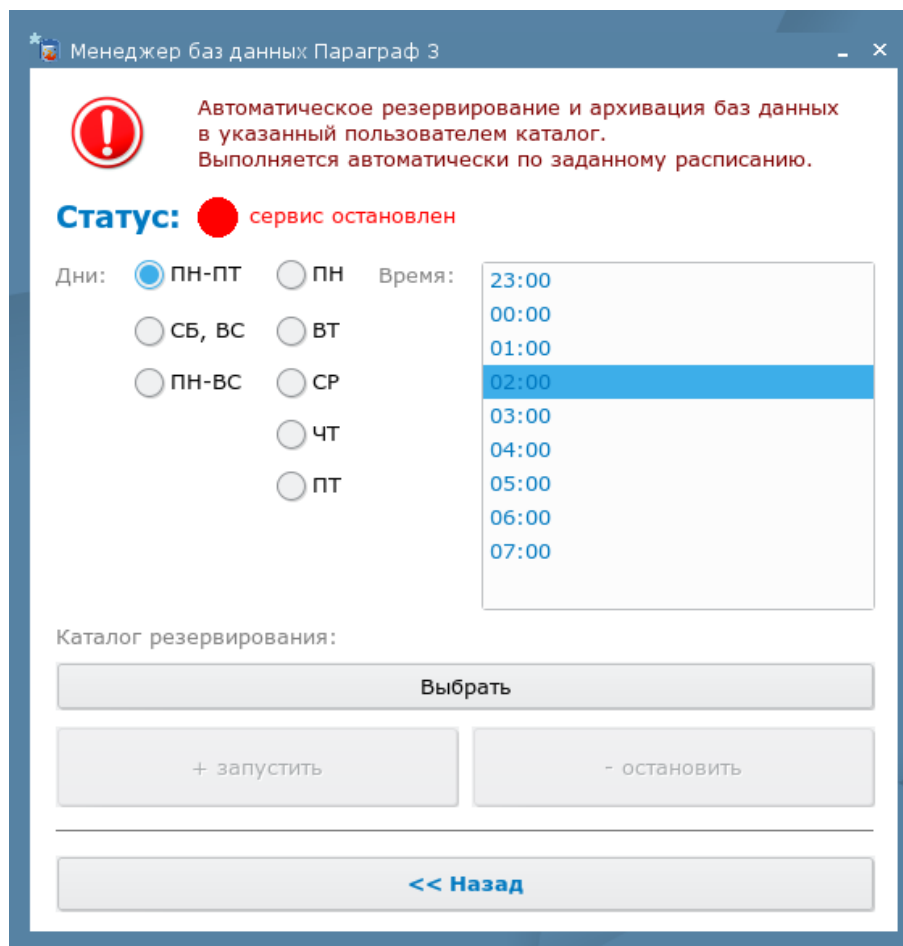 Менеджер баз данных Параграф 3
Автоматическое резервирование и архивация баз данных
в указанный пользователем каталог.
Выполняется автоматически по заданному расписанию.
Статус: сервис остановлен
Дни: ПН-ПТ ПН Время: 23:00
00:00
СБ, ВС ВТ 01:00
ПН-ВС СР 02:00
03:00
ЧТ 04:00
ПТ 05:00
06:00
07:00
Каталог резервирования:
Выбрать
+ запустить - остановить
<< Назад